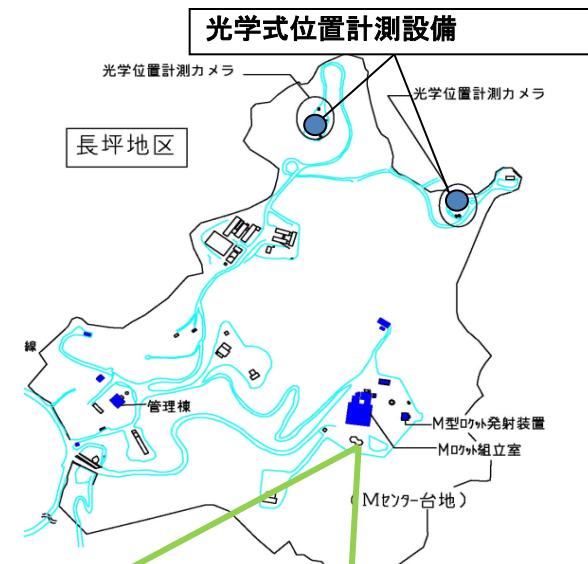 光学式位置計測設備
光学位置計測カメラ
光学位置計測カメラ
長坪地区
線
管理棟
M型ロケット発射装置
Mロケット組立室
(Mセンター台地)